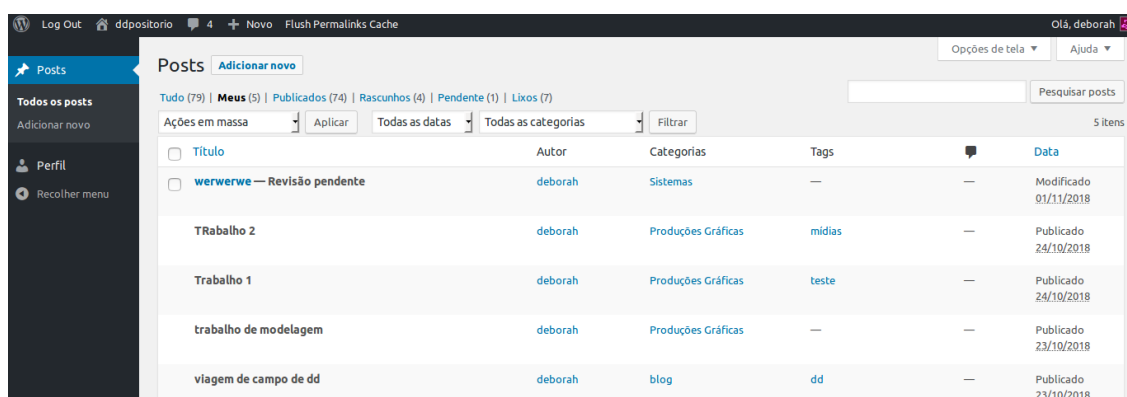 Log Out ddpositorio 4 Novo Flush Permalinks Cache Olá, deborah
Opções de tela ▼ Ajuda ▼
Posts
Todos os posts
Adicionar novo
Perfil
Recolher menu
Posts Adicionar novo
Tudo (79) | Meus (5) | Publicados (74) | Rascunhos (4) | Pendente (1) | Lixos (7)
Pesquisar posts
Ações em massa Aplicar Todas as datas Todas as categorias Filtrar 5 itens
Título Autor Categorias Tags Data
werwerwe — Revisão pendente deborah Sistemas — — Modificado
01/11/2018
TRabalho 2 deborah Produções Gráficas mídias — Publicado
24/10/2018
Trabalho 1 deborah Produções Gráficas teste — Publicado
24/10/2018
trabalho de modelagem deborah Produções Gráficas — — Publicado
23/10/2018
viagem de campo de dd deborah blog dd — Publicado
23/10/2018